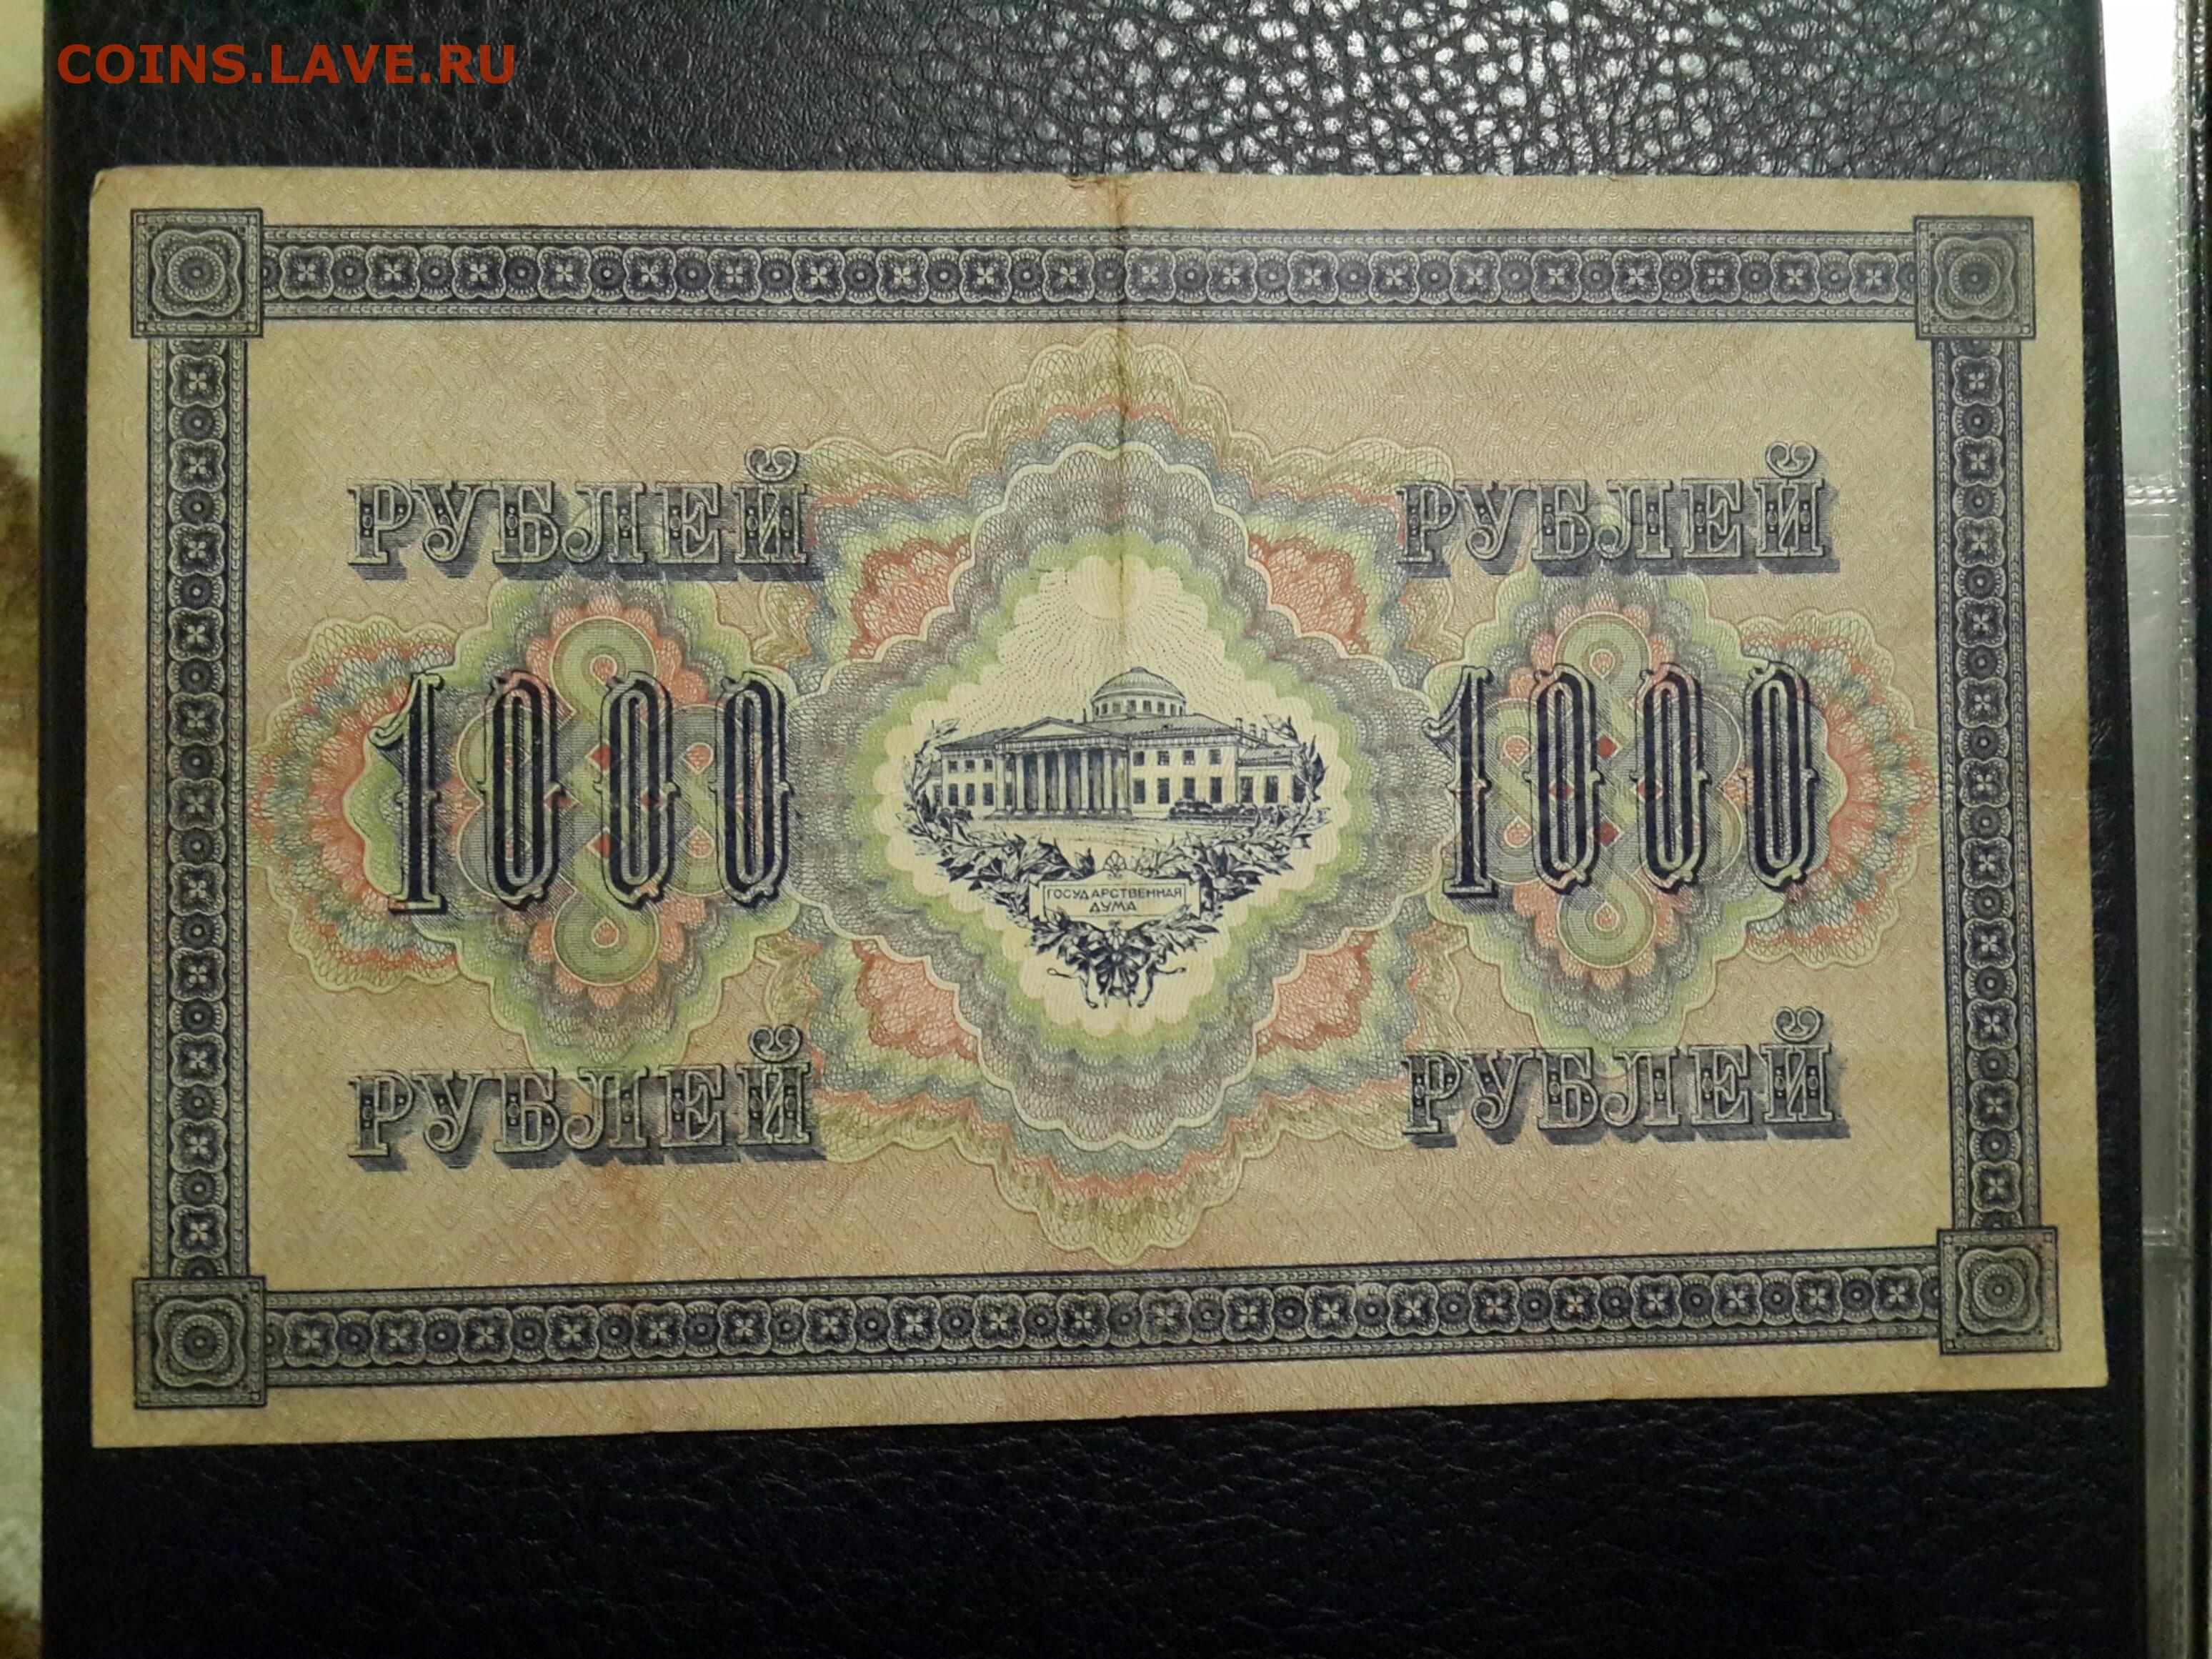 COINS.LAVE.RU
РУБЛЕЙ РУБЛЕЙ
1000 1000
ГОСУДАРСТВЕННАЯ
ДУМА
РУБЛЕЙ РУБЛЕЙ